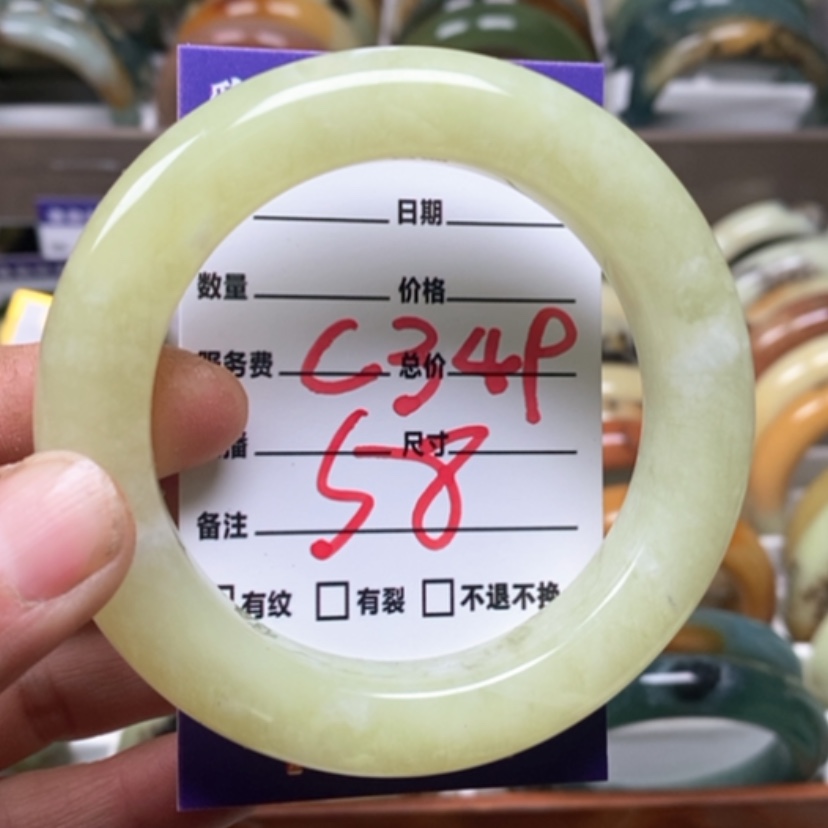 日期
数量 价格
服务费 总价
C349
尺寸
58
备注
有纹 有裂 不退不换